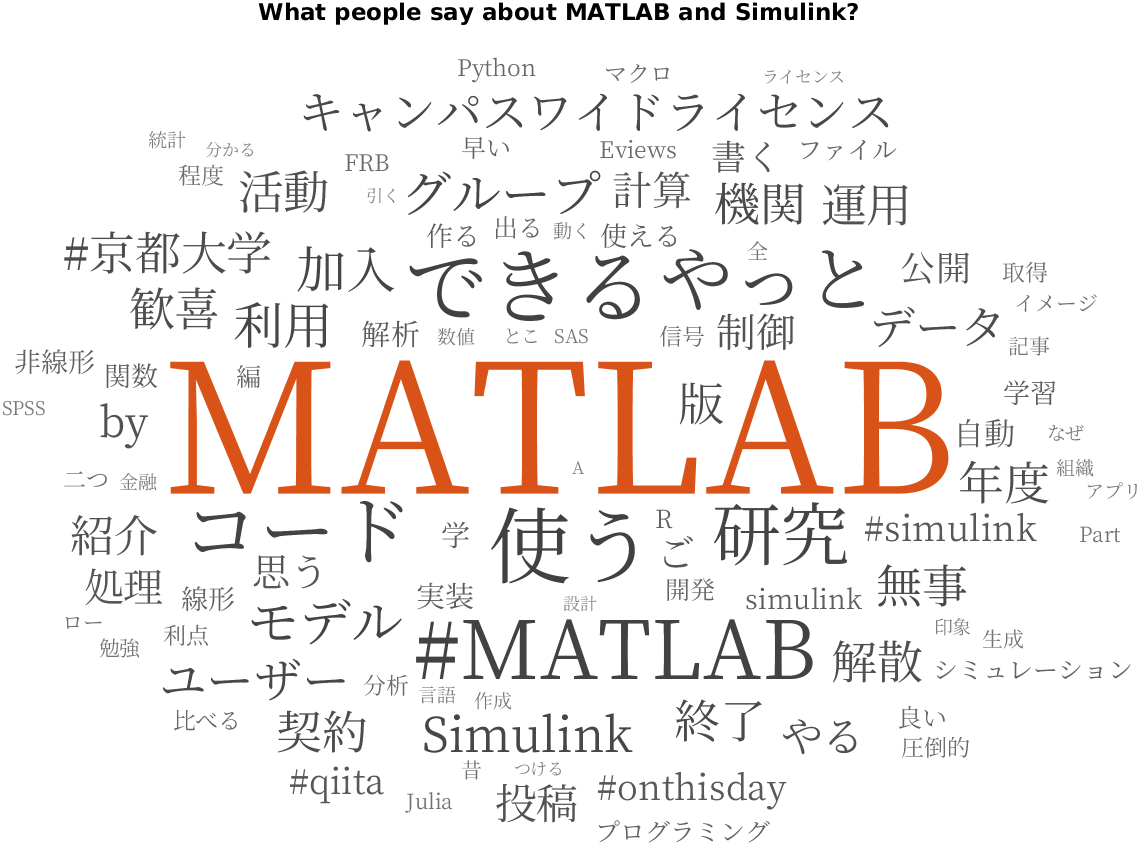 What people say about MATLAB and Simulink?
Python マクロ ライセンス
キャンパスワイドライセンス
統計 分かる 早い Eviews 書く ファイル
程度 FRB
活動 引く グループ 計算 機関 運用
#京都大学 作る 出る 動く 使える 全
加入 できる やっと 公開 取得
歓喜 利用 イメージ
解析 数値 とこ SAS 信号 制御 データ 記事
非線形 関数 編
SPSS by MATLAB 版 学習
自動 なぜ
二つ 金融 A 年度 組織 アプリ
紹介 コード 学 使う R ご 研究 #simulink Part
処理 思う
線形 実装 設計 開発 simulink 無事
ロー 勉強 利点 モデル #MATLAB 解散 印象 生成
ユーザー 分析 言語 作成 シミュレーション
比べる 契約 Simulink 終了 やる 良い
圧倒的
#qiita 昔 つける #onthisday
Julia 投稿
プログラミング